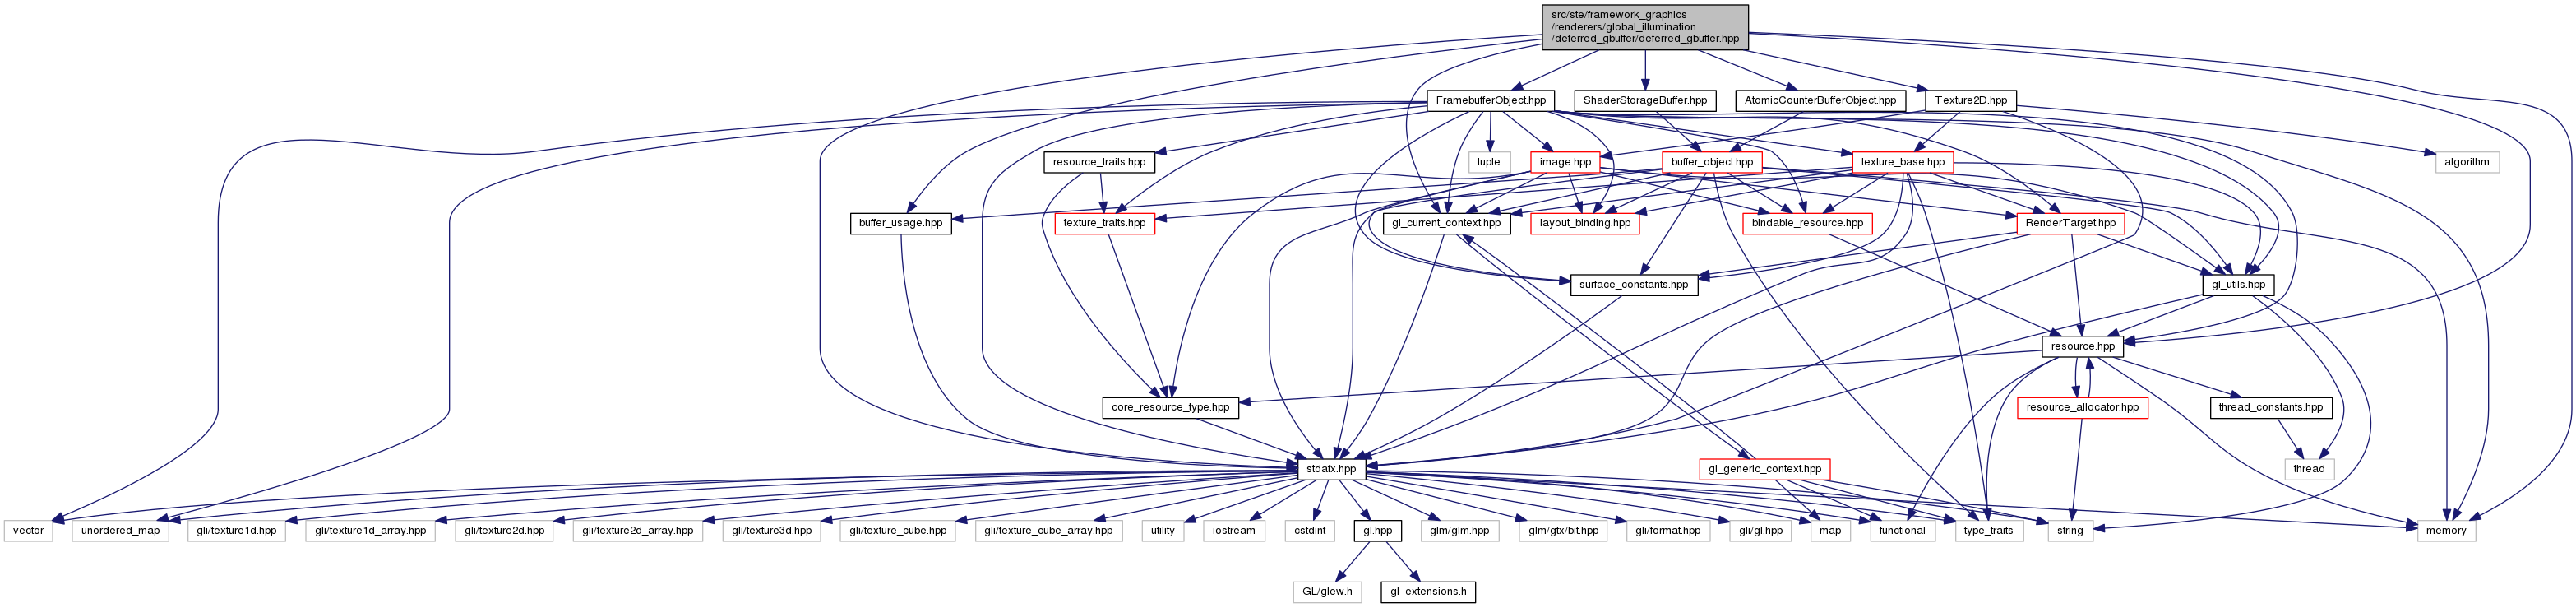 src/ste/framework_graphics
/renderers/global_illumination
/deferred_gbuffer/deferred_gbuffer.hpp
FramebufferObject.hpp
ShaderStorageBuffer.hpp
AtomicCounterBufferObject.hpp
Texture2D.hpp
resource_traits.hpp
tuple
image.hpp
buffer_object.hpp
texture_base.hpp
algorithm
buffer_usage.hpp
texture_traits.hpp
gl_current_context.hpp
layout_binding.hpp
bindable_resource.hpp
RenderTarget.hpp
surface_constants.hpp
gl_utils.hpp
resource.hpp
core_resource_type.hpp
resource_allocator.hpp
thread_constants.hpp
stdafx.hpp
gl_generic_context.hpp
thread
vector
unordered_map
gli/texture1d.hpp
gli/texture1d_array.hpp
gli/texture2d.hpp
gli/texture2d_array.hpp
gli/texture3d.hpp
gli/texture_cube.hpp
gli/texture_cube_array.hpp
utility
iostream
cstdint
gl.hpp
glm/glm.hpp
glm/gtx/bit.hpp
gli/format.hpp
gli/gl.hpp
map
functional
type_traits
string
memory
GL/glew.h
gl_extensions.h